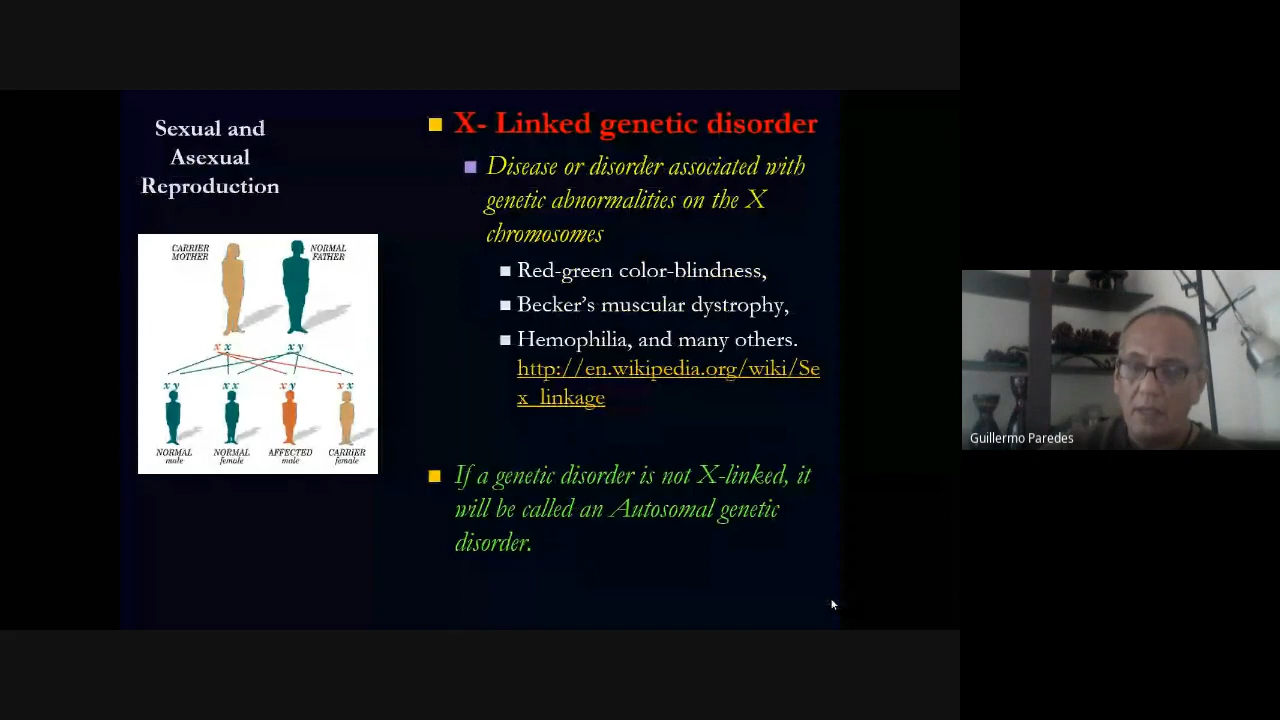 Sexual and
Asexual
Reproduction
CARRIER
MOTHER
NORMAL
FATHER
x x
x y
x y
x x
x y
x x
NORMAL
male
NORMAL
female
AFFECTED
male
CARRIER
female
X- Linked genetic disorder
Disease or disorder associated with
genetic abnormalities on the X
chromosomes
Red-green color-blindness,
Becker's muscular dystrophy,
Hemophilia, and many others.
http://en.wikipedia.org/wiki/Se
x_linkage
If a genetic disorder is not X-linked, it
will be called an Autosomal genetic
disorder.
Guillermo Paredes